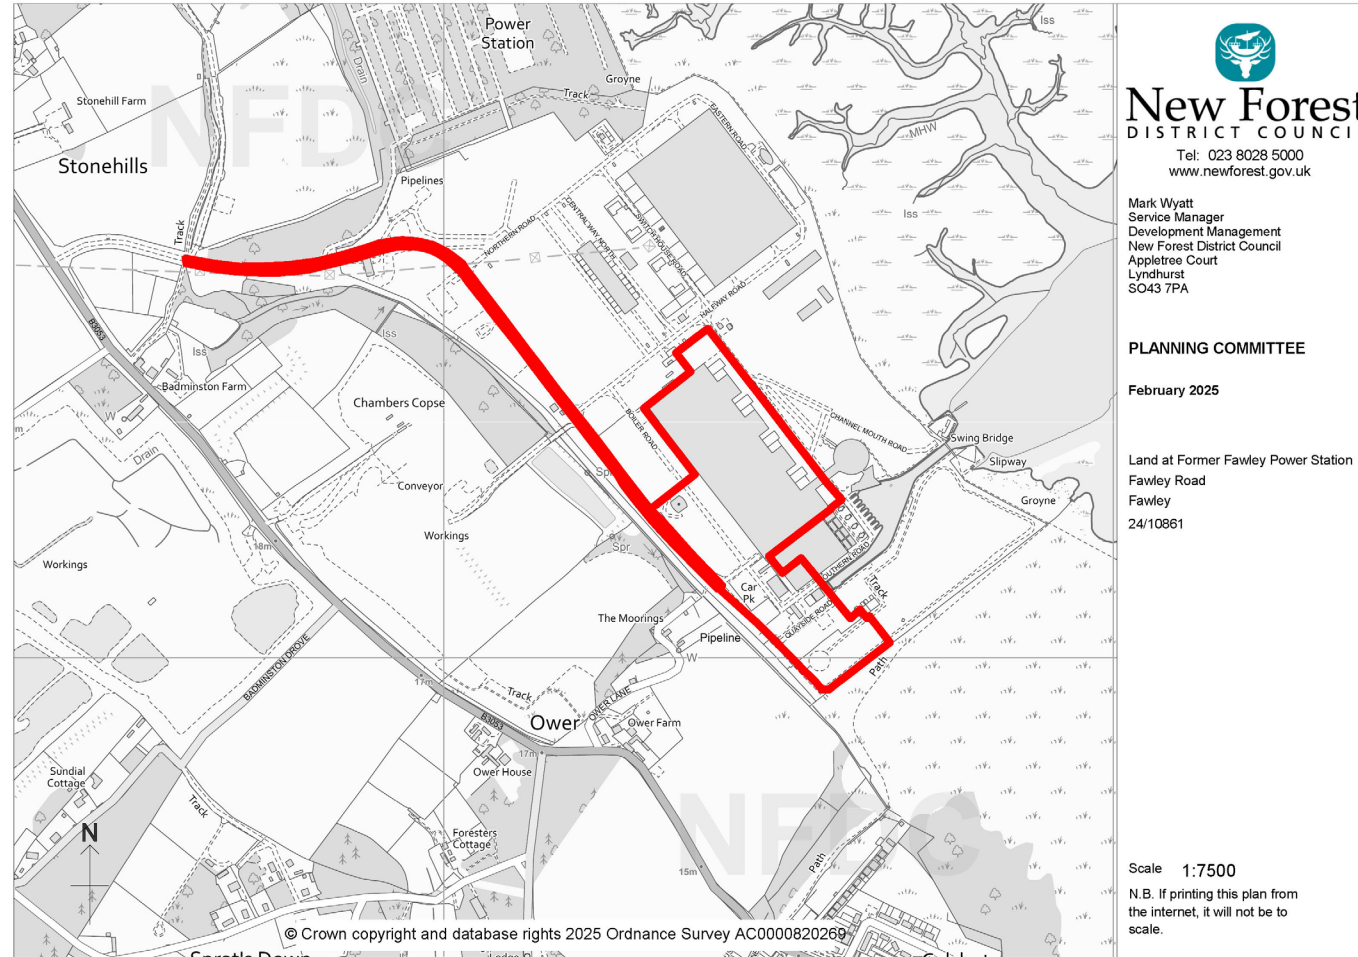 Power
Station
Iss
Groyne
Track
Drain
Stonehill Farm
NFDC
EASTERN ROAD
MHW
Stonehills
Pipelines
Iss
Track
CENTRAL WAY NORTH
SWITCH HOUSE ROAD
NORTHERN ROAD
HALFWAY ROAD
B3053
Iss
Iss
Badminston Farm
Chambers Copse
W
BOILER ROAD
CHANNEL MOUTH ROAD
Swing Bridge
Slipway
Drain
m
Conveyor
Spr
Groyne
Workings
18m
Spr
SOUTHERN ROAD
Workings
Car
Pk
Track
The Moorings
QUAYSIDE ROAD
Pipeline
W
Path
BADMINSTON DROVE
17m
Track
OWER LANE
B3053
Ower
Ower Farm
17m
Ower House
Sundial
Cottage
Track
NFDC
N
Foresters
Cottage
15m
Path
© Crown copyright and database rights 2025 Ordnance Survey AC0000820269
New Forest
DISTRICT COUNCI
Tel: 023 8028 5000
www.newforest.gov.uk
Mark Wyatt
Service Manager
Development Management
New Forest District Council
Appletree Court
Lyndhurst
SO43 7PA
PLANNING COMMITTEE
February 2025
Land at Former Fawley Power Station
Fawley Road
Fawley
24/10861
Scale 1:7500
N.B. If printing this plan from
the internet, it will not be to
scale.